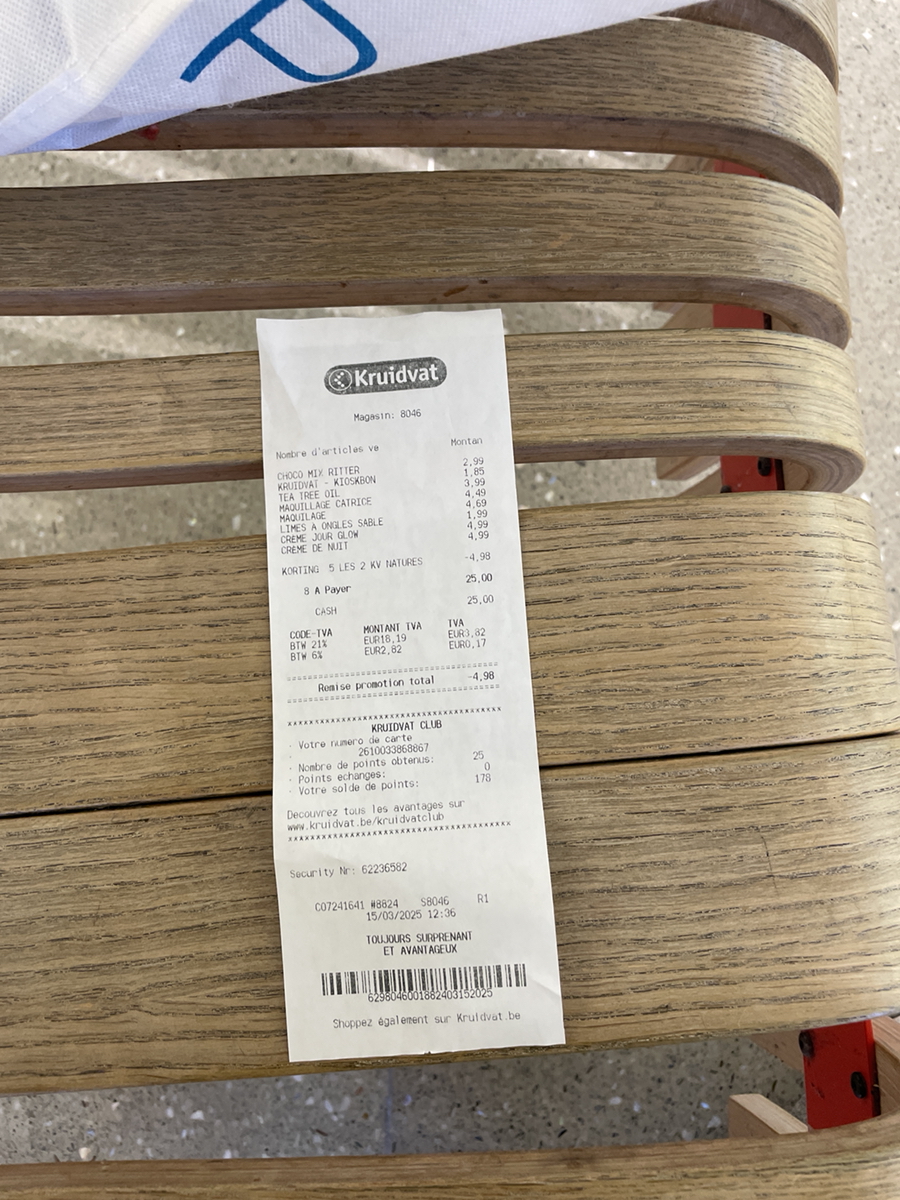 P
Kruidvat
Magasin: 8046
Nombre d'articles ve Montan
CHOCO MIX RITTER 2,99
KRUIDVAT - KIOSKBON 1,85
TEA TREE OIL 3,99
MAQUILLAGE CATRICE 4,49
MAQUILAGE 4,69
LIMES A ONGLES SABLE 1,99
CREME JOUR GLOW 4,99
CREME DE NUIT 4,99
KORTING 5 LES 2 KV NATURES -4,98
8 A Payer 25,00
CASH 25,00
CODE-TVA MONTANT TVA TVA
BTW 21% EUR18,19 EUR3,82
BTW 6% EUR2,82 EUR0,17
Remise promotion total -4,98
KRUIDVAT CLUB
· Votre numero de carte
· 2610033868867
· Nombre de points obtenus: 25
· Points echanges: 0
· Votre solde de points: 178
Decouvrez tous les avantages sur
www.kruidvat.be/kruidvatclub
Security Nr: 62236582
C07241641 #8824 S8046 R1
15/03/2025 12:36
TOUJOURS SURPRENANT
ET AVANTAGEUX
6298046001882403152025
Shoppez également sur Kruidvat.be